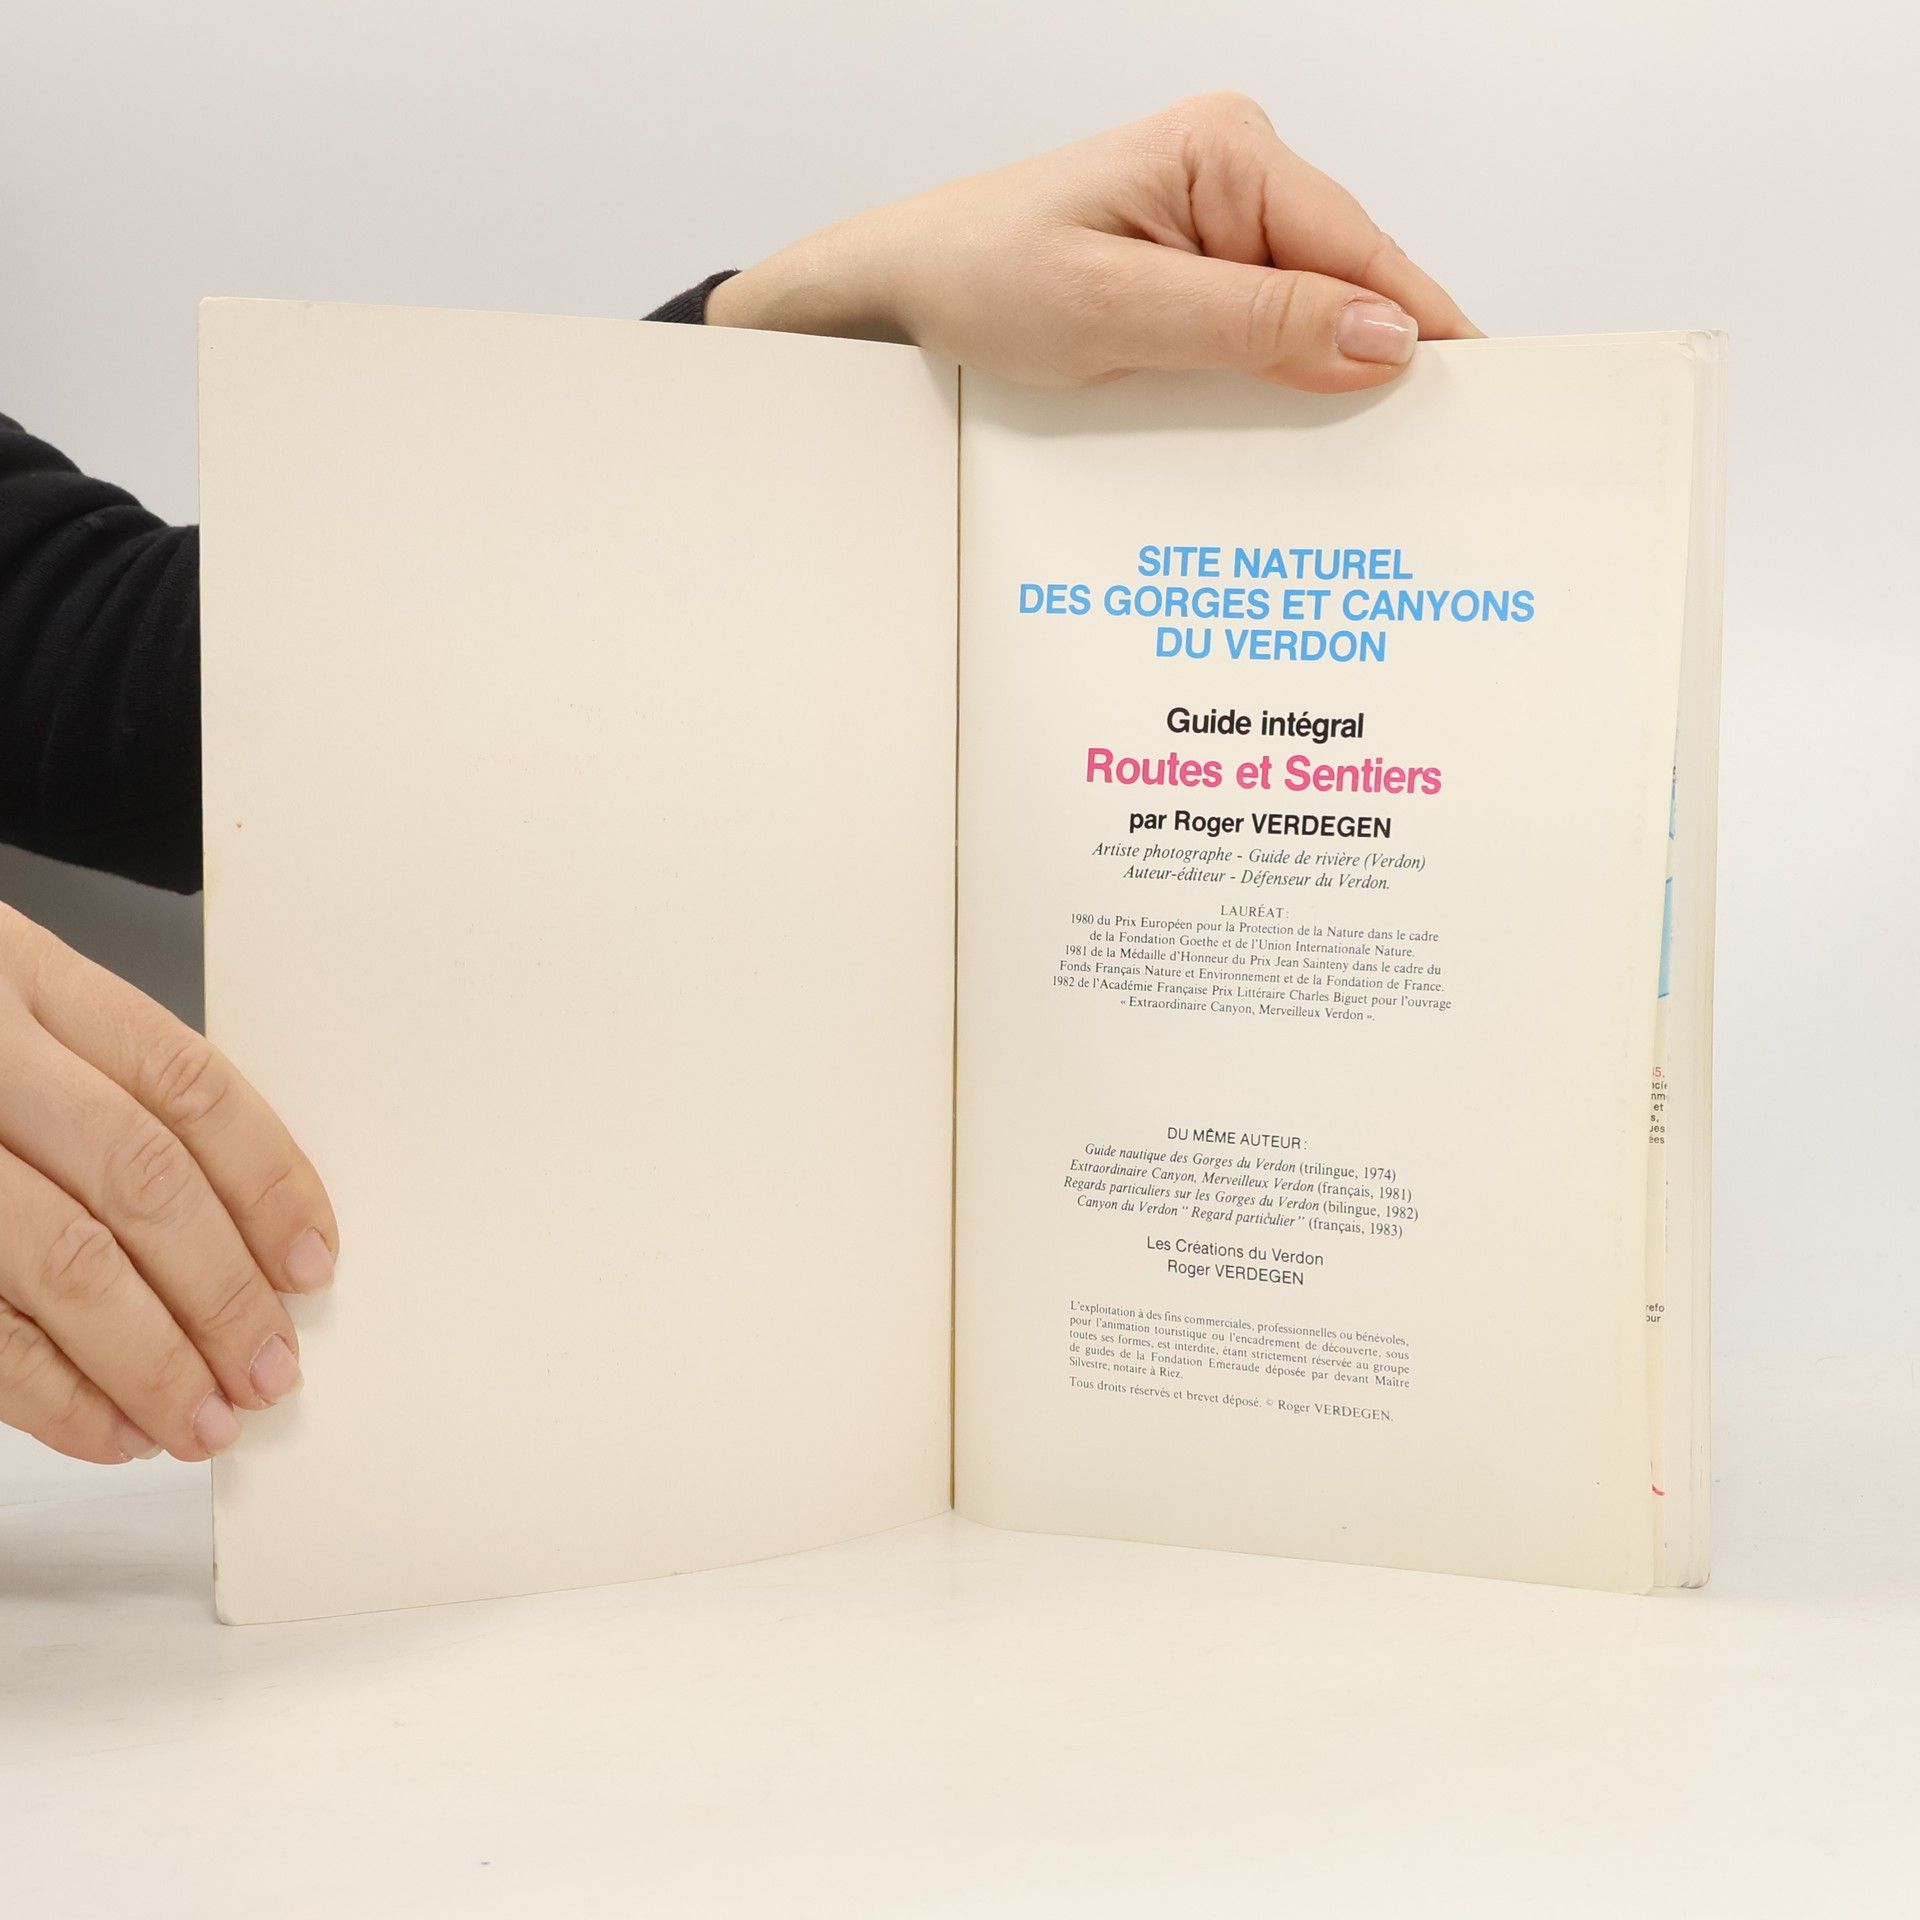 SITE NATUREL
DES GORGES ET CANYONS
DU VERDON
Guide intégral
Routes et Sentiers
par Roger VERDEGEN
Artiste photographe - Guide de rivière (Verdon)
Auteur-éditeur - Défenseur du Verdon.
LAURÉAT :
1980 du Prix Européen pour la Protection de la Nature dans le cadre
de la Fondation Goethe et de l'Union Internationale Nature.
1981 de la Médaille d'Honneur du Prix Jean Sainteny dans le cadre du
Fonds Français Nature et Environnement et de la Fondation de France.
1982 de l'Académie Française Prix Littéraire Charles Biguet pour l'ouvrage
« Extraordinaire Canyon, Merveilleux Verdon ».
DU MÊME AUTEUR :
Guide nautique des Gorges du Verdon (trilingue, 1974)
Extraordinaire Canyon, Merveilleux Verdon (français, 1981)
Regards particuliers sur les Gorges du Verdon (bilingue, 1982)
Canyon du Verdon "Regard particulier" (français, 1983)
Les Créations du Verdon
Roger VERDEGEN
L'exploitation à des fins commerciales, professionnelles ou bénévoles,
pour l'animation touristique ou l'encadrement de découverte, sous
toutes ses formes, est interdite, étant strictement réservée au groupe
de guides de la Fondation Emeraude déposée par devant Maître
Silvestre, notaire à Riez.
Tous droits réservés et brevet déposé. © Roger VERDEGEN.